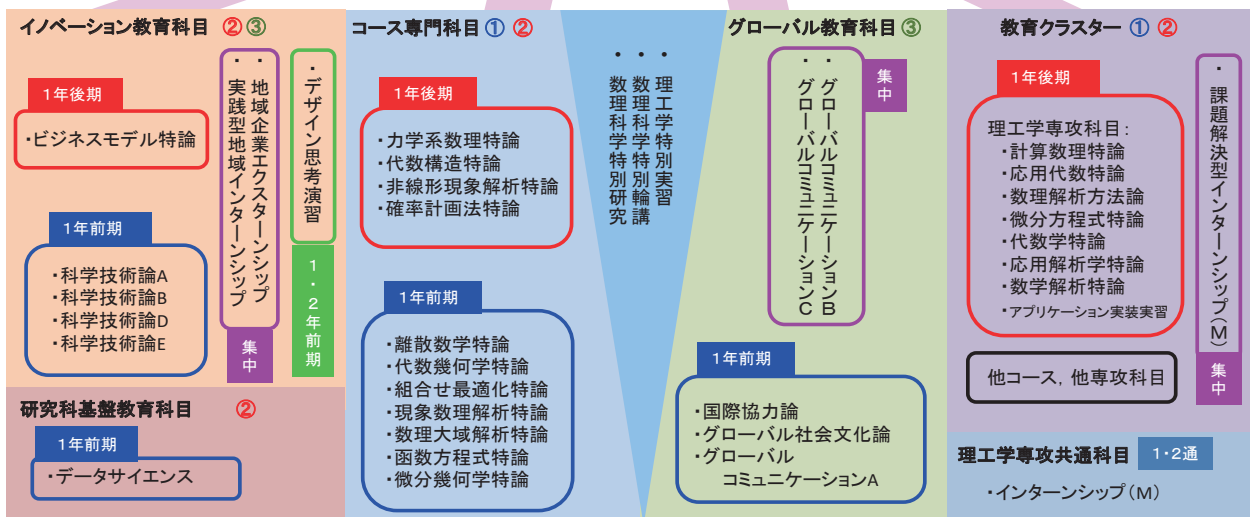 イノベーション教育科目 ②③
1年後期
・ビジネスモデル特論
1年前期
・科学技術論A
・科学技術論B
・科学技術論D
・科学技術論E
・地域企業エクスターンシップ
・実践型地域インターンシップ
集中
・デザイン思考演習
1・2年前期
研究科基盤教育科目 ②
1年前期
・データサイエンス
コース専門科目①②
1年後期
・力学系数理特論
・代数構造特論
・非線形現象解析特論
・確率計画法特論
1年前期
・離散数学特論
・代数幾何学特論
・組合せ最適化特論
・現象数理解析特論
・数理大域解析特論
・函数方程式特論
・微分幾何学特論
・理工学特別実習
・数理科学特別輪講
・数理科学特別研究
グローバル教育科目③
・グローバルコミュニケーションB
・グローバルコミュニケーションC
集中
1年前期
・国際協力論
・グローバル社会文化論
・グローバル
コミュニケーションA
教育クラスター①②
1年後期
理工学専攻科目:
・計算数理特論
・応用代数特論
・数理解析方法論
・微分方程式特論
・代数学特論
・応用解析学特論
・数学解析特論
・アプリケーション実装実習
他コース,他専攻科目
・課題解決型インターンシップ(M)
集中
理工学専攻共通科目 1・2通
・インターンシップ(M)